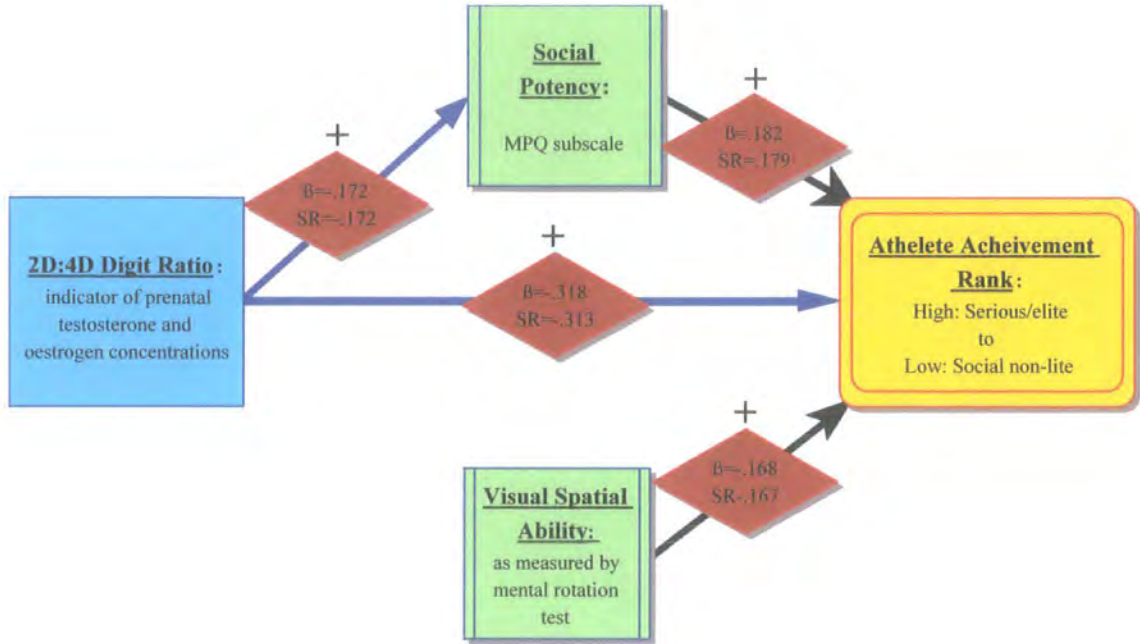 Social
Potency:
MPQ subscale
+
ß=.182
SR=.179
+
ß=-.172
SR=-.172
2D:4D Digit Ratio:
indicator of prenatal
testosterone and
oestrogen concentrations
+
ß=-.318
SR=-.313
Athelete Acheivement
Rank:
High: Serious/elite
to
Low: Social non-lite
+
ß=-.168
SR-.167
Visual Spatial
Ability:
as measured by
mental rotation
test